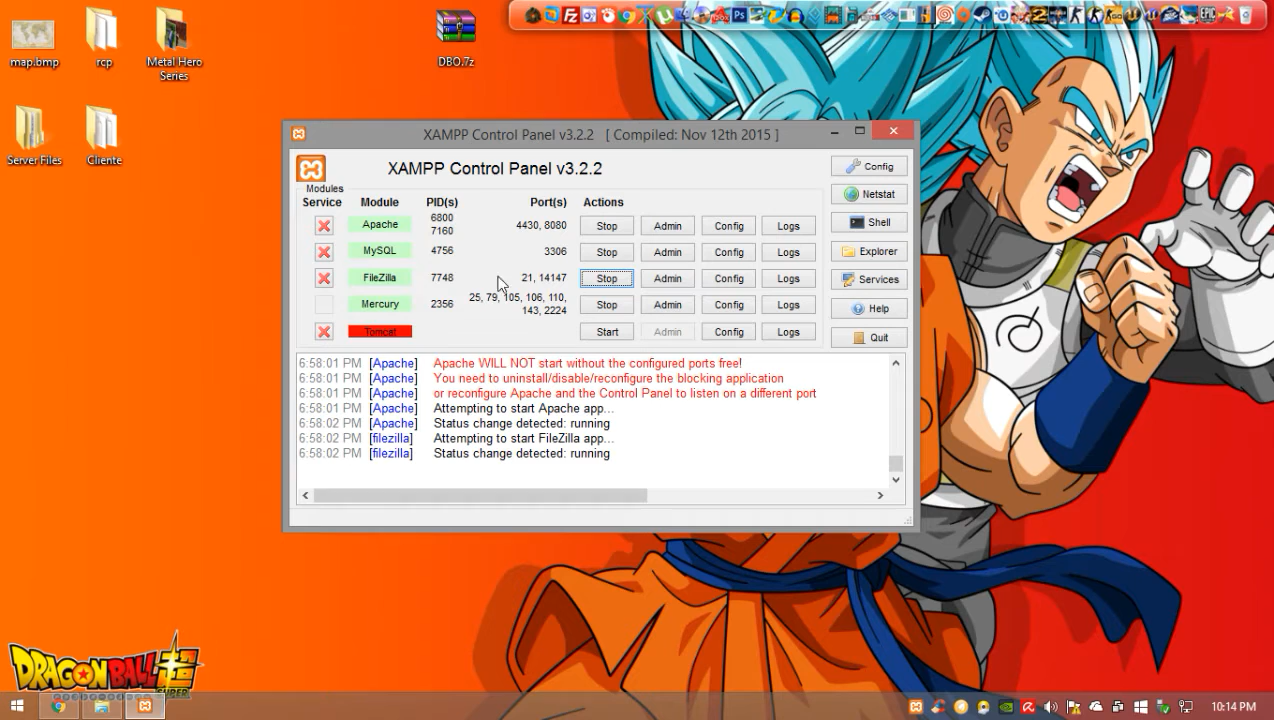 map.bmp
rcp
Metal Hero
Series
DBO.7z
Server Files
Cliente
XAMPP Control Panel v3.2.2 [ Compiled: Nov 12th 2015 ]
XAMPP Control Panel v3.2.2
Config
Modules
Service Module PID(s) Port(s) Actions
Netstat
Apache 6800
7160 4430, 8080 Stop Admin Config Logs
Shell
MySQL 4756 3306 Stop Admin Config Logs
Explorer
FileZilla 7748 21, 14147 Stop Admin Config Logs
Services
Mercury 2356 25, 79, 105, 106, 110,
143, 2224 Stop Admin Config Logs
Help
Tomcat Start Admin Config Logs
Quit
6:58:01 PM [Apache] Apache WILL NOT start without the configured ports free!
6:58:01 PM [Apache] You need to uninstall/disable/reconfigure the blocking application
6:58:01 PM [Apache] or reconfigure Apache and the Control Panel to listen on a different port
6:58:01 PM [Apache] Attempting to start Apache app...
6:58:02 PM [Apache] Status change detected: running
6:58:02 PM [filezilla] Attempting to start FileZilla app...
6:58:02 PM [filezilla] Status change detected: running
DRAGONBALL
SUPER
10:14 PM